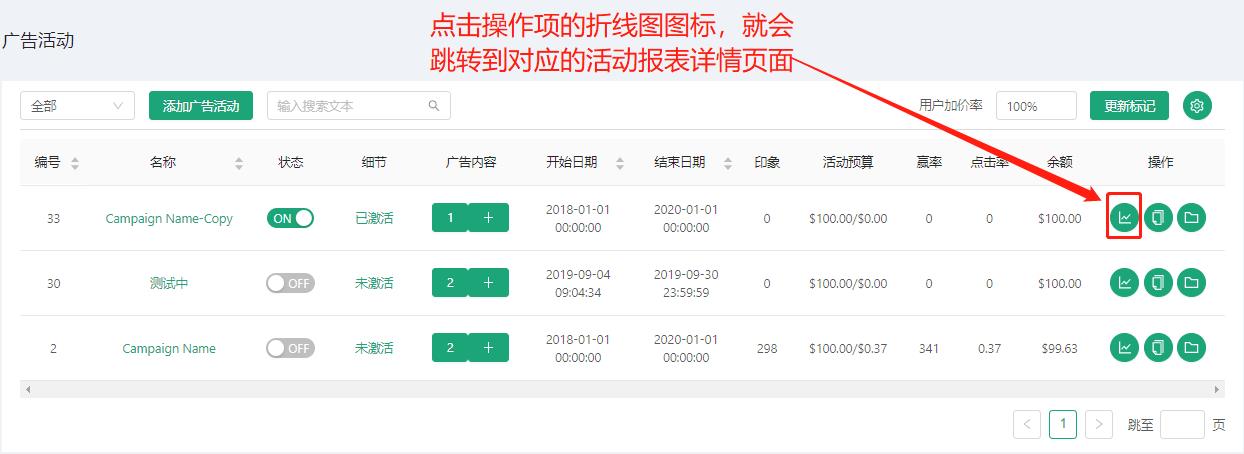 点击操作项的折线图图标，就会
跳转到对应的活动报表详情页面
广告活动
全部 添加广告活动 输入搜索文本 用户加价率 100% 更新标记
编号 名称 状态 细节 广告内容 开始日期 结束日期 印象 活动预算 赢率 点击率 余额 操作
33 Campaign Name-Copy ON 已激活 1 + 2018-01-01 00:00:00 2020-01-01 00:00:00 0 $100.00/$0.00 0 0 $100.00
30 测试中 OFF 未激活 2 + 2019-09-04 09:04:34 2019-09-30 23:59:59 0 $100.00/$0.00 0 0 $100.00
2 Campaign Name OFF 未激活 2 + 2018-01-01 00:00:00 2020-01-01 00:00:00 298 $100.00/$0.37 341 0.37 $99.63
< 1 > 跳至 页